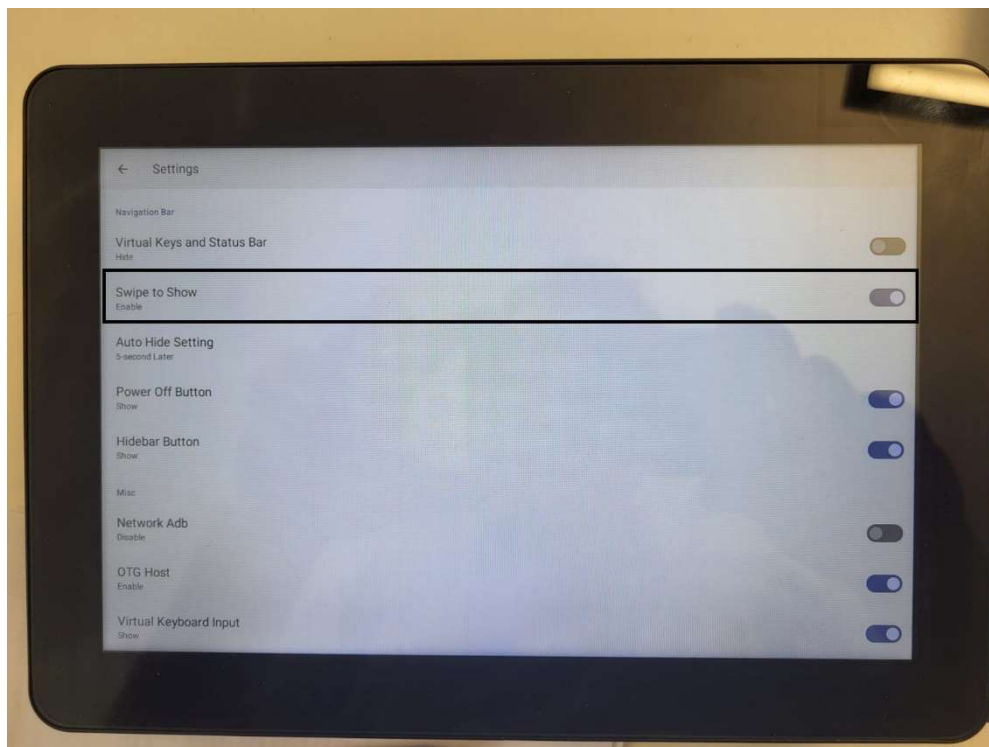 ← Settings
Navigation Bar
Virtual Keys and Status Bar
Hide
Swipe to Show
Enable
Auto Hide Setting
5-second Later
Power Off Button
Show
Hidebar Button
Show
Misc
Network Adb
Disable
OTG Host
Enable
Virtual Keyboard Input
Show